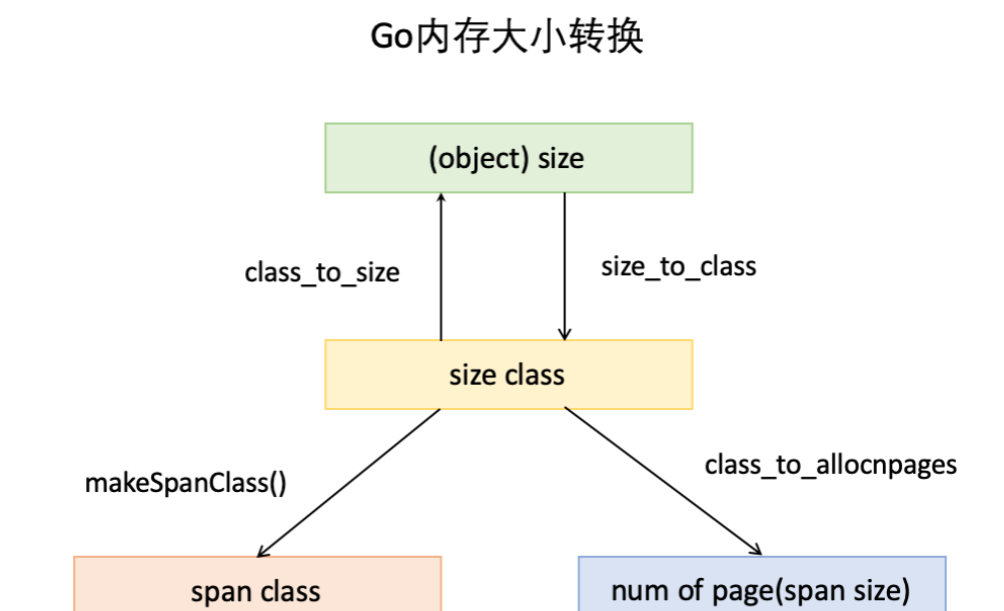 Go内存大小转换
(object) size
class_to_size
size_to_class
size class
makeSpanClass()
class_to_allocnpages
span class
num of page(span size)